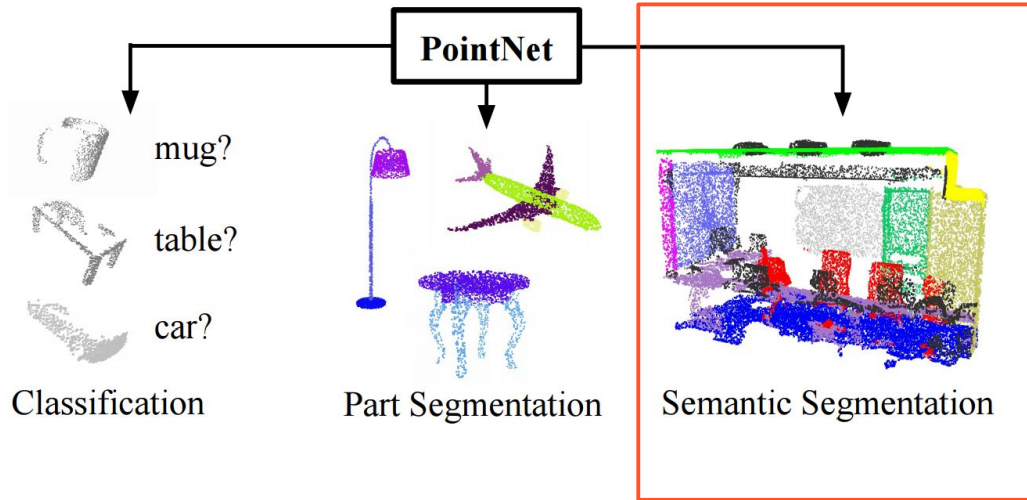 PointNet
mug?
table?
car?
Classification
Part Segmentation
Semantic Segmentation